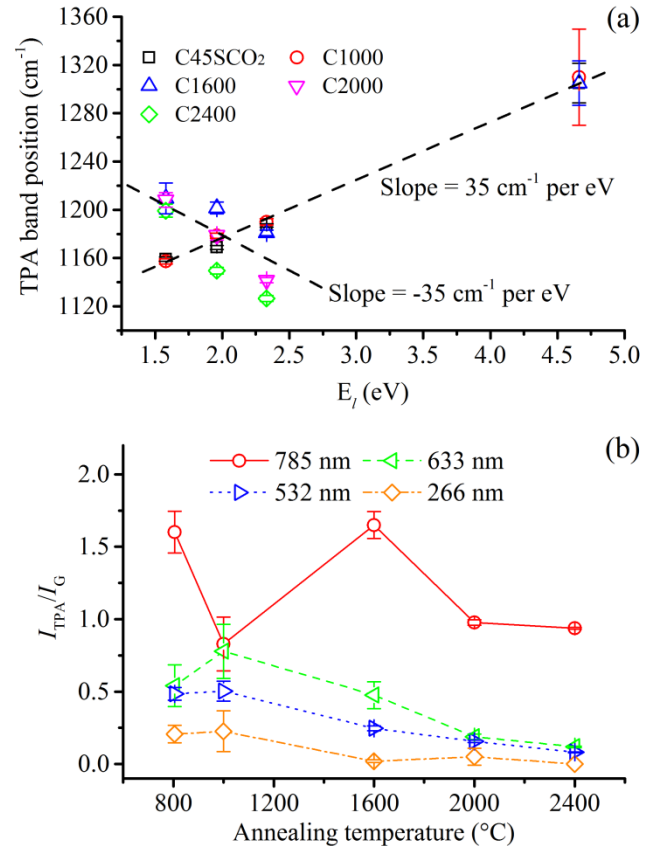 (a)
1360
1320
1280
1240
1200
1160
1120
TPA band position (cm⁻¹)
C45SCO₂ C1000
C1600 C2000
C2400
Slope = 35 cm⁻¹ per eV
Slope = -35 cm⁻¹ per eV
1.5 2.0 2.5 3.0 3.5 4.0 4.5 5.0
E_l (eV)
(b)
785 nm 633 nm
532 nm 266 nm
2.0
1.5
1.0
0.5
0.0
I_TPA/I_G
800 1200 1600 2000 2400
Annealing temperature (°C)